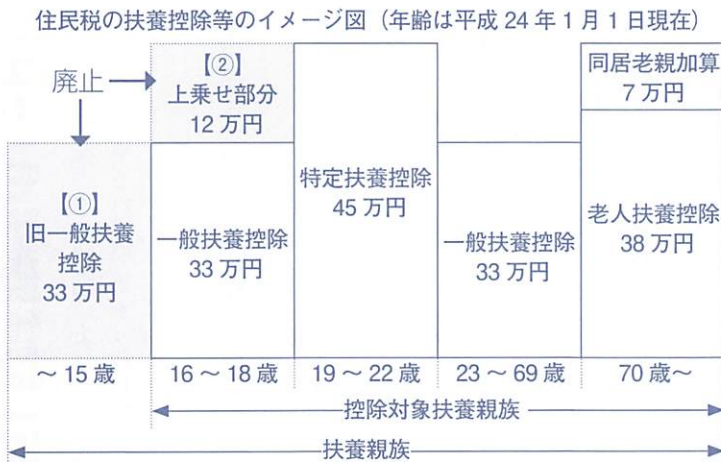 住民税の扶養控除等のイメージ図（年齢は平成24年1月1日現在）
廃止
【②】
上乗せ部分
12万円
同居老親加算
7万円
【①】
旧一般扶養
控除
33万円
一般扶養控除
33万円
特定扶養控除
45万円
一般扶養控除
33万円
老人扶養控除
38万円
～15歳
16～18歳
19～22歳
23～69歳
70歳～
控除対象扶養親族
扶養親族